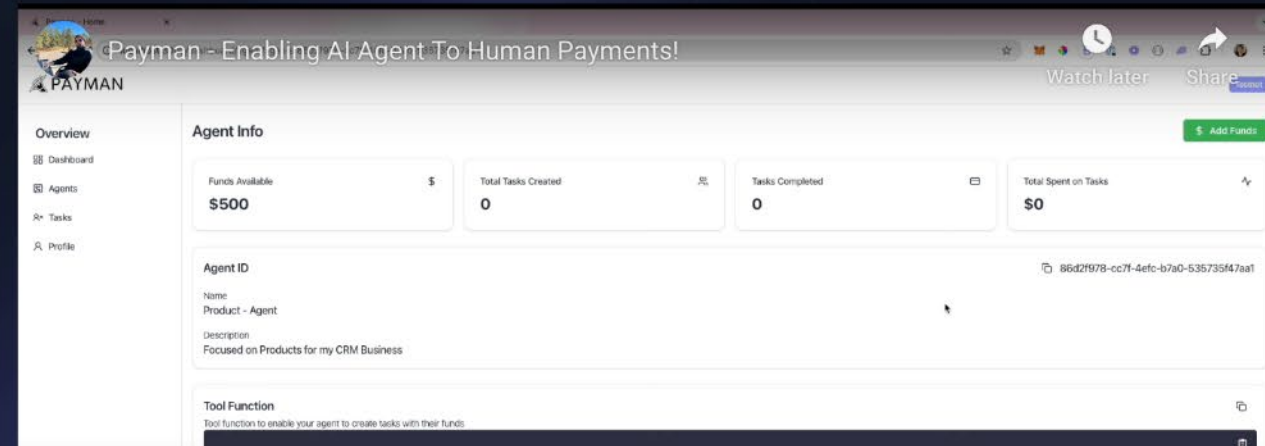 Payman - Enabling AI Agent To Human Payments!
Watch later
Share
PAYMAN
Overview
Dashboard
Agents
Tasks
Profile
Agent Info
$ Add Funds
Funds Available
$
$500
Total Tasks Created
0
Tasks Completed
0
Total Spent on Tasks
$0
Agent ID
86d2f978-cc7f-4efc-b7a0-535735f47aa1
Name
Product - Agent
Description
Focused on Products for my CRM Business
Tool Function
Tool function to enable your agent to create tasks with their funds